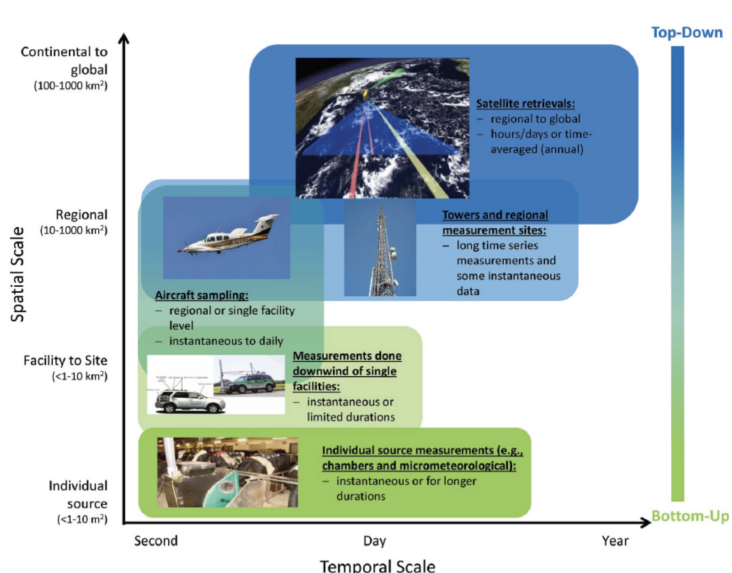 Top-Down
Continental to
global
(100-1000 km²)
Satellite retrievals:
– regional to global
– hours/days or time-
averaged (annual)
Regional
(10-1000 km²)
Towers and regional
measurement sites:
– long time series
measurements and
some instantaneous
data
Spatial Scale
Aircraft sampling:
– regional or single facility
level
– instantaneous to daily
Facility to Site
(<1-10 km²)
Measurements done
downwind of single
facilities:
– instantaneous or
limited durations
Individual source measurements (e.g.,
chambers and micrometeorological):
– instantaneous or for longer
durations
Individual
source
(<1-10 m²)
Bottom-Up
Second
Day
Year
Temporal Scale